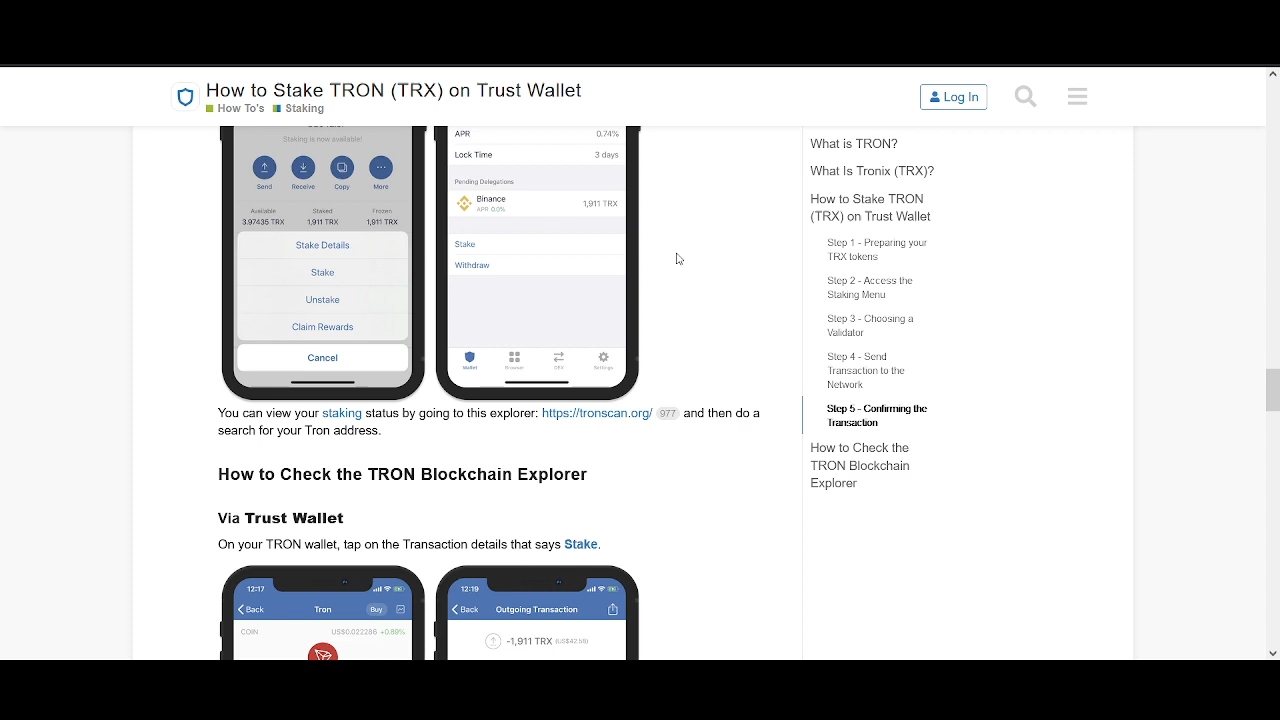 How to Stake TRON (TRX) on Trust Wallet
How To's Staking
Log In
Staking is now available!
Send Receive Copy More
Available Staked Frozen
3.97435 TRX 1,911 TRX 1,911 TRX
Stake Details
Stake
Unstake
Claim Rewards
Cancel
APR 0.74%
Lock Time 3 days
Pending Delegations
Binance
APR 0.0%
1,911 TRX
Stake
Withdraw
Wallet Browser DEX Settings
You can view your staking status by going to this explorer: https://tronscan.org/ 977 and then do a
search for your Tron address.
How to Check the TRON Blockchain Explorer
Via Trust Wallet
On your TRON wallet, tap on the Transaction details that says Stake.
12:17
Back Tron Buy
COIN US$0.022286 +0.89%
12:19
Back Outgoing Transaction
-1,911 TRX (US$42.58)
What is TRON?
What Is Tronix (TRX)?
How to Stake TRON
(TRX) on Trust Wallet
Step 1 - Preparing your
TRX tokens
Step 2 - Access the
Staking Menu
Step 3 - Choosing a
Validator
Step 4 - Send
Transaction to the
Network
Step 5 - Confirming the
Transaction
How to Check the
TRON Blockchain
Explorer